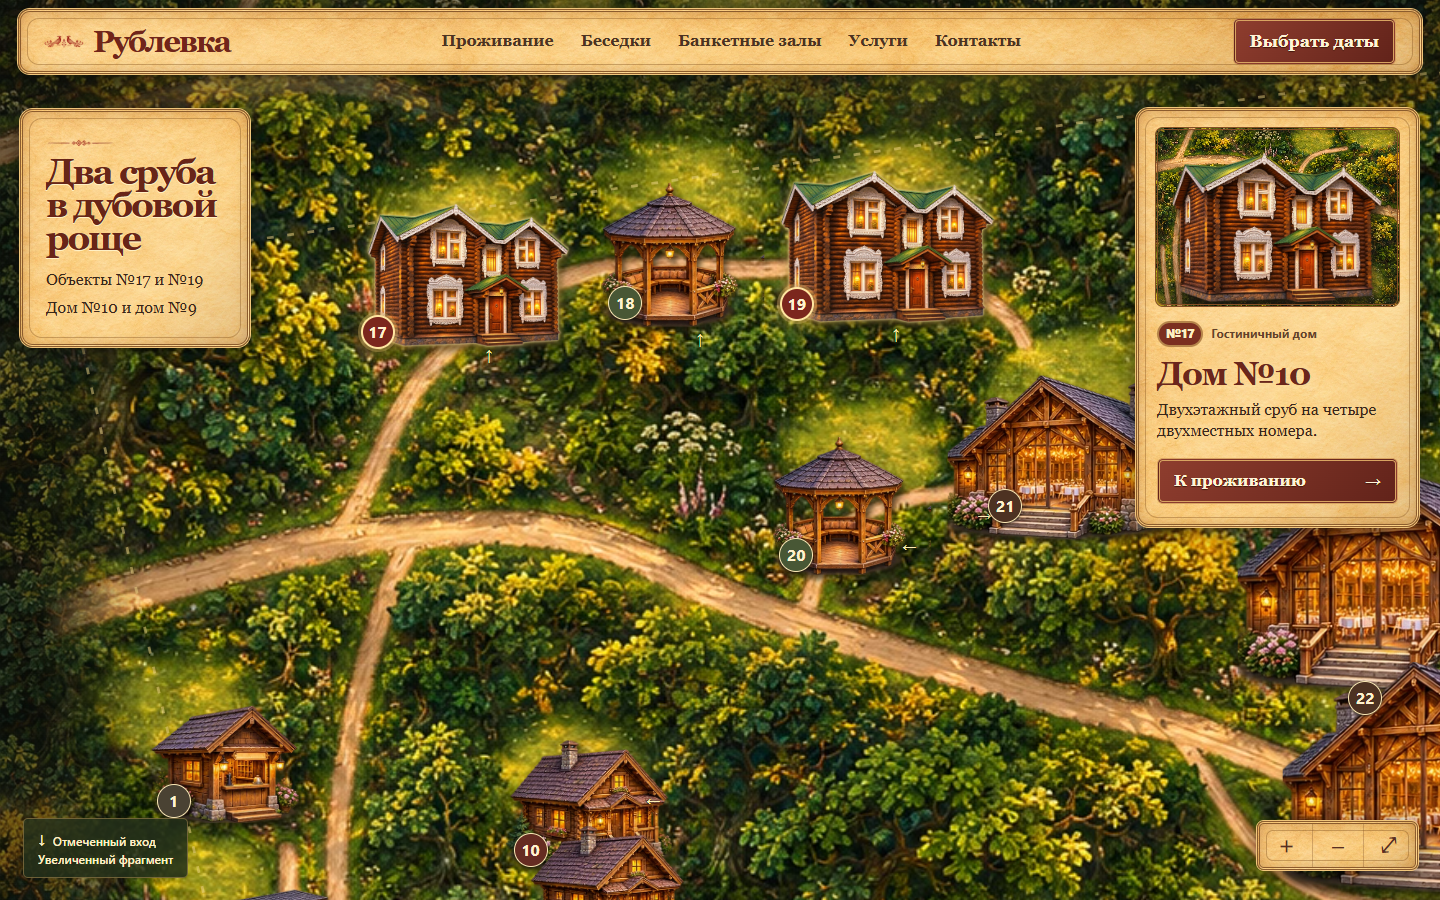 Рублевка
Проживание
Беседки
Банкетные залы
Услуги
Контакты
Выбрать даты
Два сруба
в дубовой
роще
Объекты №17 и №19
Дом №10 и дом №9
17
18
19
№17 Гостиничный дом
Дом №10
Двухэтажный сруб на четыре
двухместных номера.
К проживанию →
20
21
22
1
10
↓ Отмеченный вход
Увеличенный фрагмент
+ −